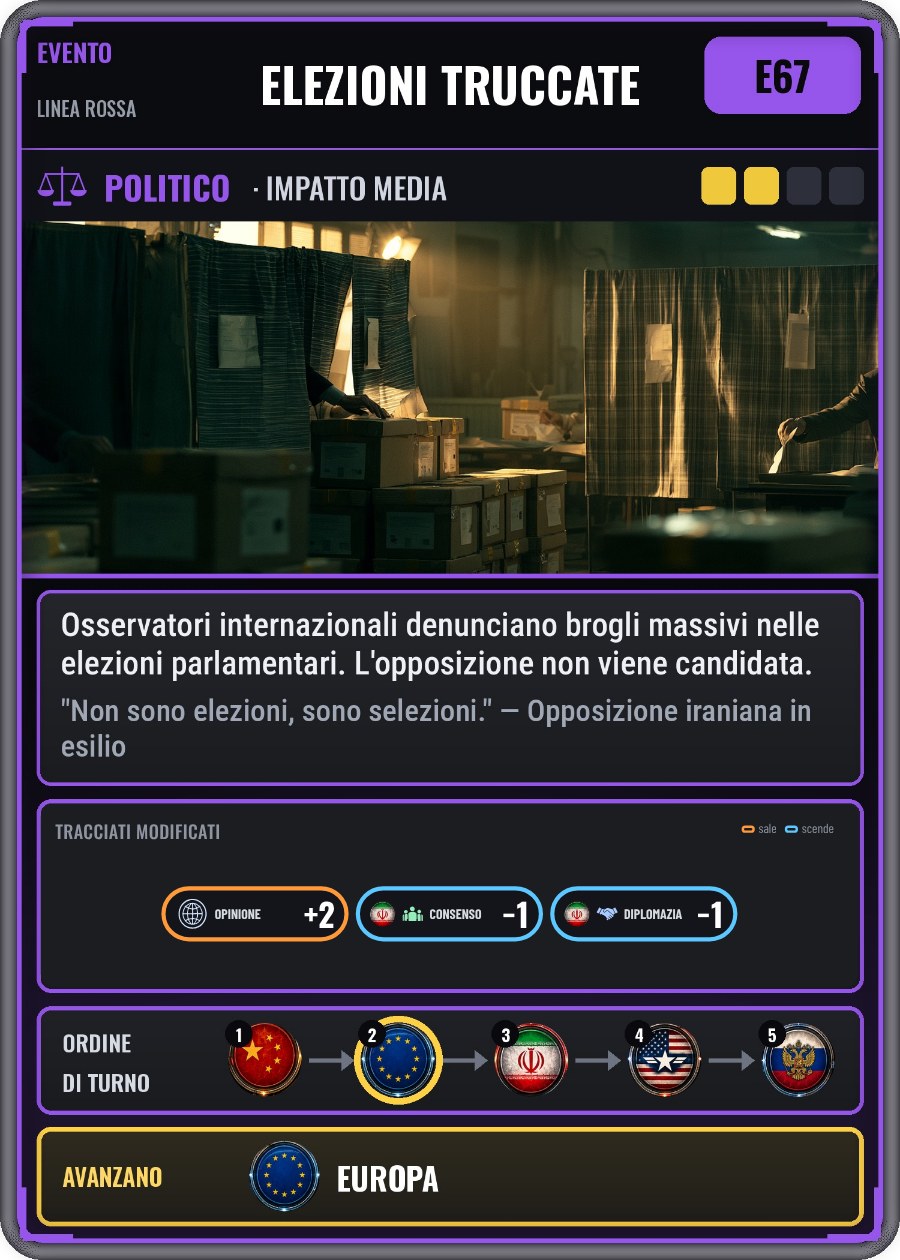 EVENTO
ELEZIONI TRUCCATE
E67
LINEA ROSSA
POLITICO · IMPATTO MEDIA
Osservatori internazionali denunciano brogli massivi nelle
elezioni parlamentari. L'opposizione non viene candidata.
"Non sono elezioni, sono selezioni." — Opposizione iraniana in
esilio
TRACCIATI MODIFICATI
sale scende
OPINIONE +2
CONSENSO -1
DIPLOMAZIA -1
ORDINE
DI TURNO
1 2 3 4 5
AVANZANO EUROPA